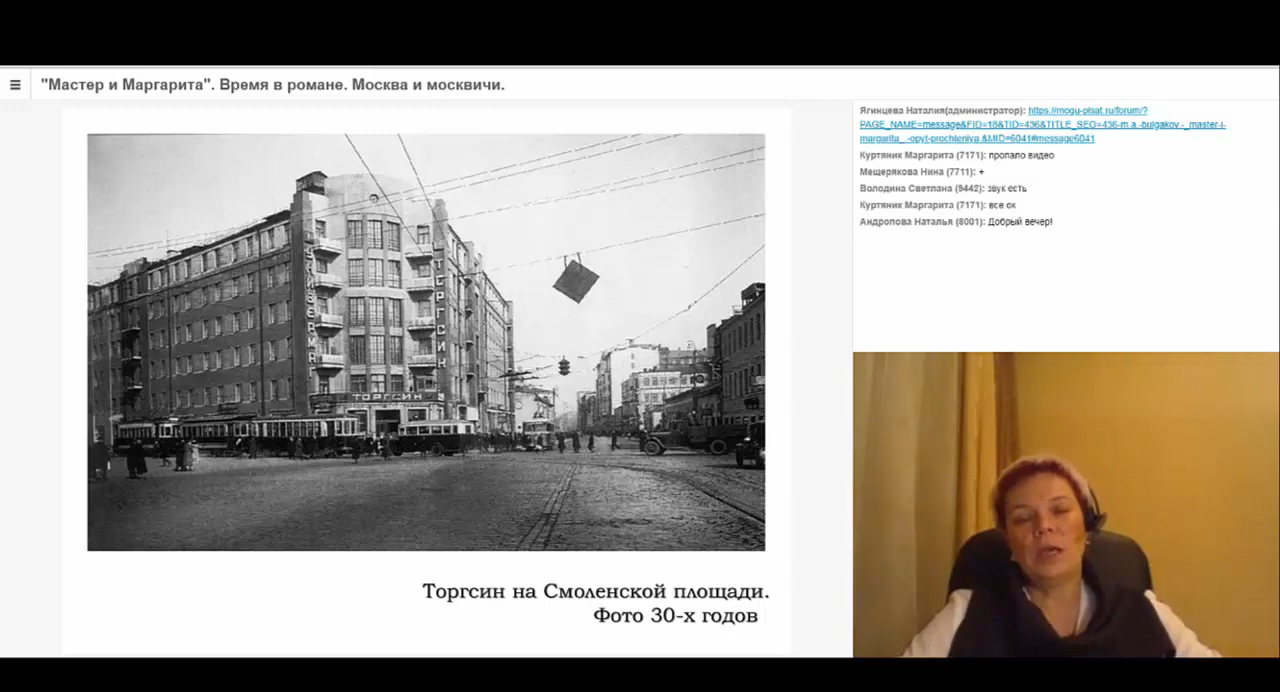 "Мастер и Маргарита". Время в романе. Москва и москвичи.
УНИВЕРМАГ
ТОРГСИН
ТОРГСИН
Торгсин на Смоленской площади.
Фото 30-х годов
Ягинцева Наталия(администратор): https://mogu-pisat.ru/forum/?
PAGE_NAME=message&FID=18&TID=436&TITLE_SEO=436-m.a.-bulgakov.-_master-i-
margarita_.-opyt-prochteniya.&MID=6041#message6041
Куртяник Маргарита (7171): пропало видео
Мещерякова Нина (7711): +
Володина Светлана (9442): звук есть
Куртяник Маргарита (7171): все ок
Андропова Наталья (8001): Добрый вечер!